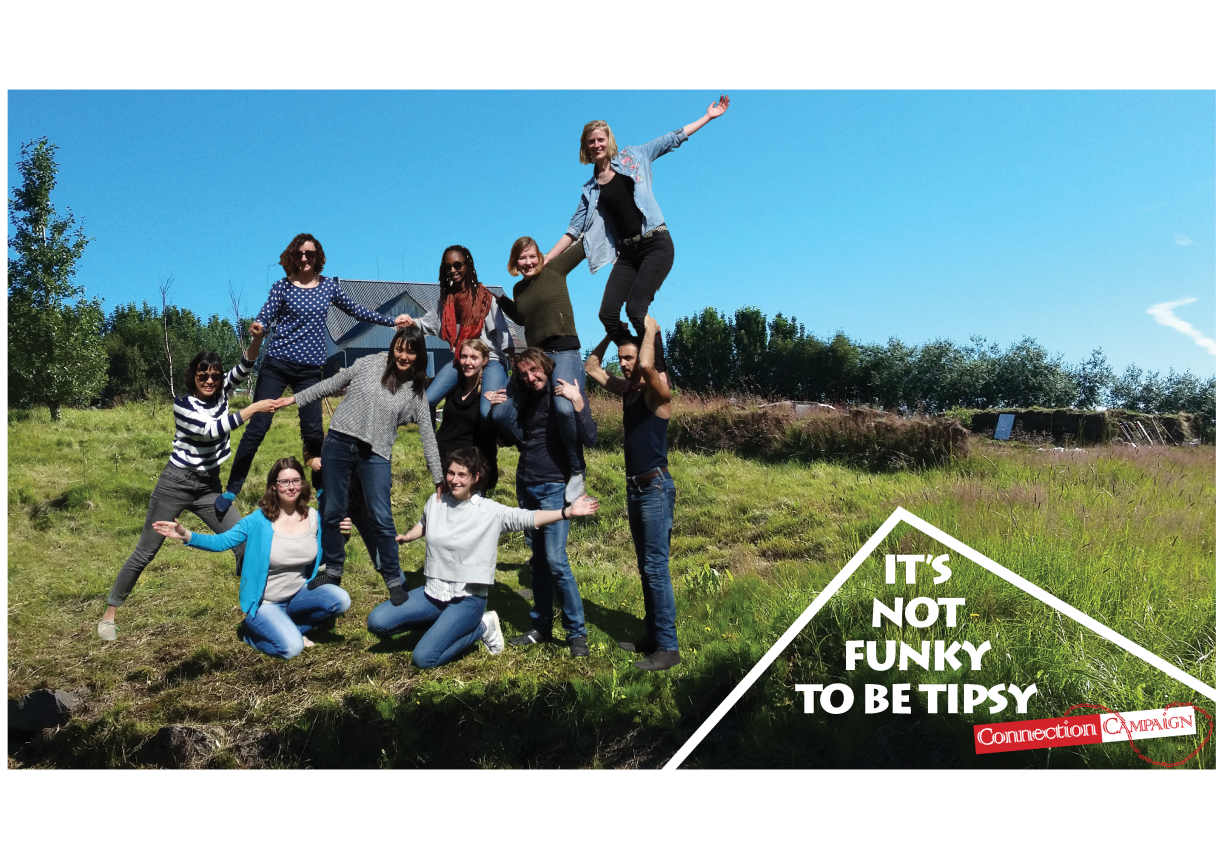 IT'S
NOT
FUNKY
TO BE TIPSY
Connection CAMPAiGN